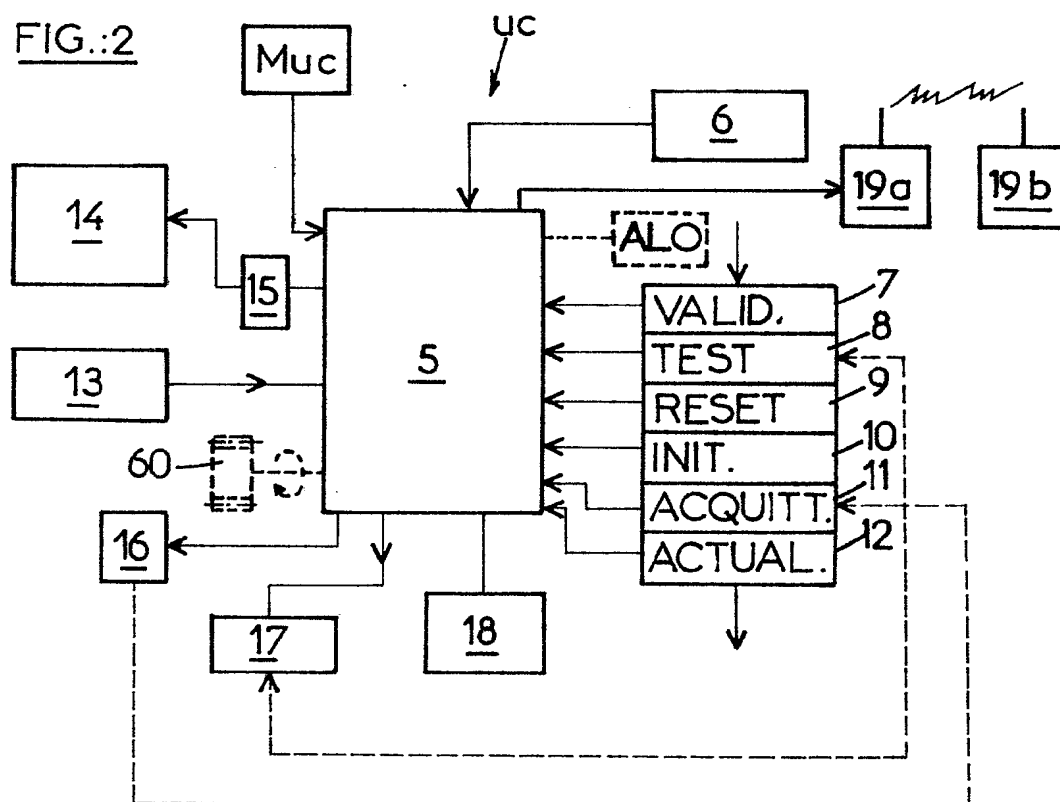 FIG.:2
Muc
uc
6
19a
19b
14
15
ALO
5
VALID. 7
TEST 8
RESET 9
INIT. 10
ACQUITT. 11
ACTUAL. 12
13
60
16
17
18